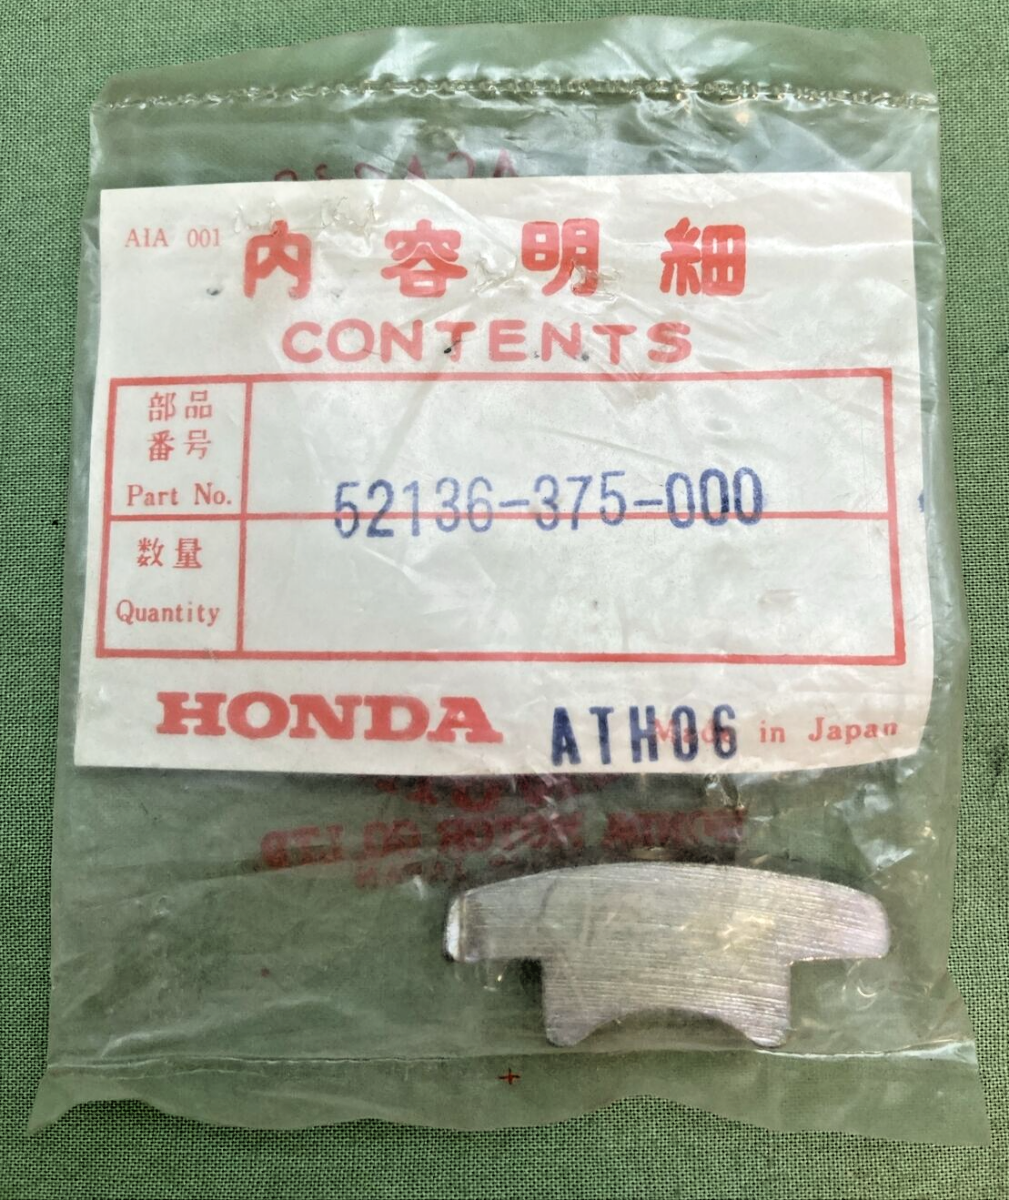 AIA 001
内容明細
CONTENTS
部品
番号
Part No.
52136-375-000
数量
Quantity
HONDA
ATH06
Made in Japan